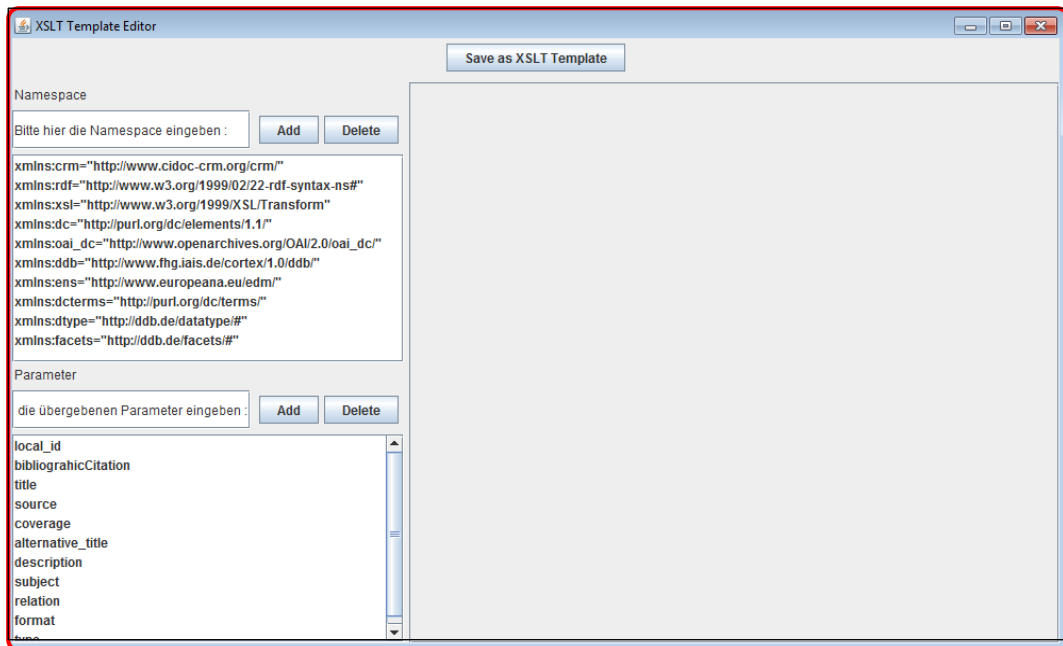 XSLT Template Editor
Save as XSLT Template
Namespace
Bitte hier die Namespace eingeben :
Add
Delete
xmlns:crm="http://www.cidoc-crm.org/crm/"
xmlns:rdf="http://www.w3.org/1999/02/22-rdf-syntax-ns#"
xmlns:xsl="http://www.w3.org/1999/XSL/Transform"
xmlns:dc="http://purl.org/dc/elements/1.1/"
xmlns:oai_dc="http://www.openarchives.org/OAI/2.0/oai_dc/"
xmlns:ddb="http://www.fhg.iais.de/cortex/1.0/ddb/"
xmlns:ens="http://www.europeana.eu/edm/"
xmlns:dcterms="http://purl.org/dc/terms/"
xmlns:dtype="http://ddb.de/datatype/#"
xmlns:facets="http://ddb.de/facets/#"
Parameter
die übergebenen Parameter eingeben :
Add
Delete
local_id
bibliograhicCitation
title
source
coverage
alternative_title
description
subject
relation
format
type